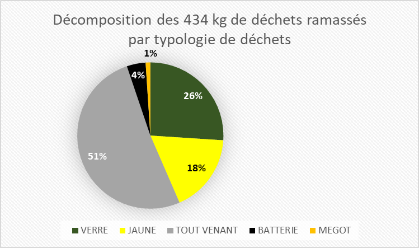 Décomposition des 434 kg de déchets ramassés
par typologie de déchets
1%
4%
26%
51%
18%
VERRE JAUNE TOUT VENANT BATTERIE MEGOT